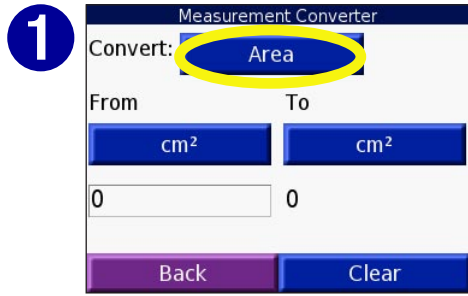 1
Measurement Converter
Convert: Area
From To
cm² cm²
0 0
Back Clear